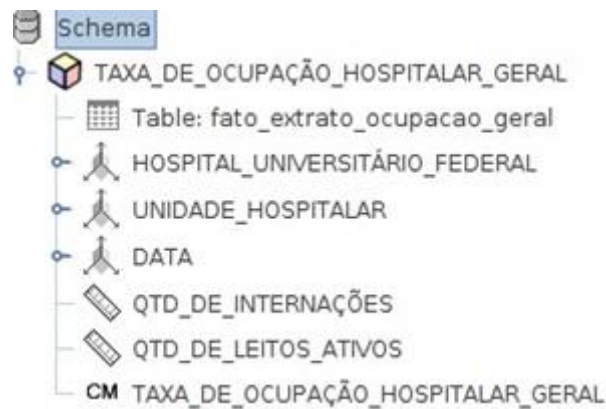 Schema
TAXA_DE_OCUPAÇÃO_HOSPITALAR_GERAL
Table: fato_extrato_ocupacao_geral
HOSPITAL_UNIVERSITÁRIO_FEDERAL
UNIDADE_HOSPITALAR
DATA
QTD_DE_INTERNAÇÕES
QTD_DE_LEITOS_ATIVOS
CM TAXA_DE_OCUPAÇÃO_HOSPITALAR_GERAL